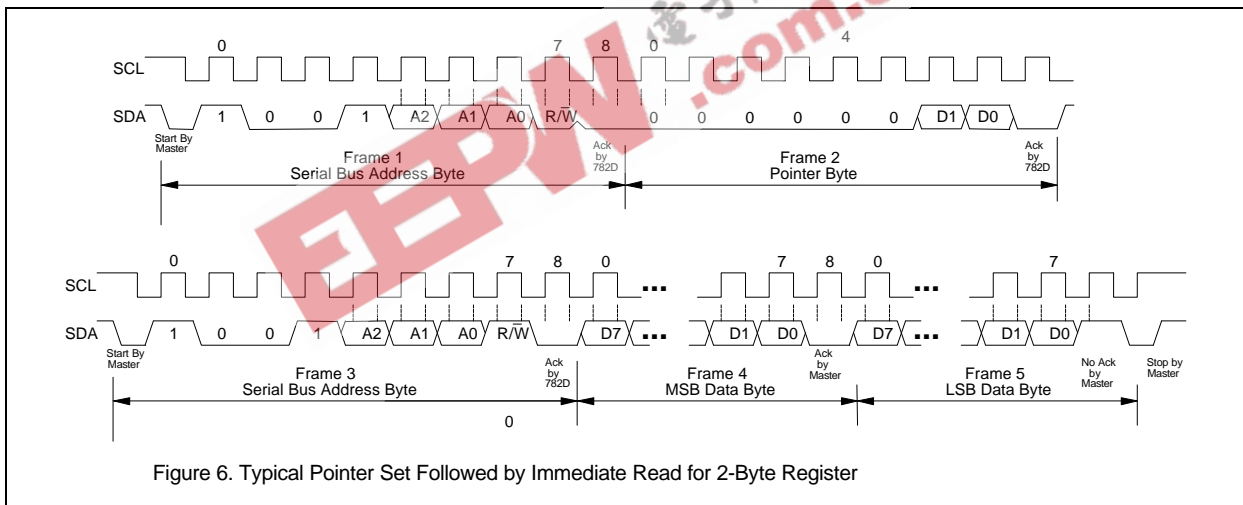 0 7 8 0 4
SCL
SDA 1 0 0 1 A2 A1 A0 R/W 0 0 0 0 0 0 D1 D0
Start By Master
Ack by 782D
Ack by 782D
Frame 1
Serial Bus Address Byte
Frame 2
Pointer Byte
0 7 8 0 7 8 0 7
SCL ... ...
SDA 1 0 0 1 A2 A1 A0 R/W D7 ... D1 D0 D7 ... D1 D0
Start By Master
Ack by 782D
Ack by Master
No Ack by Master
Stop by Master
Frame 3
Serial Bus Address Byte
Frame 4
MSB Data Byte
Frame 5
LSB Data Byte
0
Figure 6. Typical Pointer Set Followed by Immediate Read for 2-Byte Register
EEPW .com.